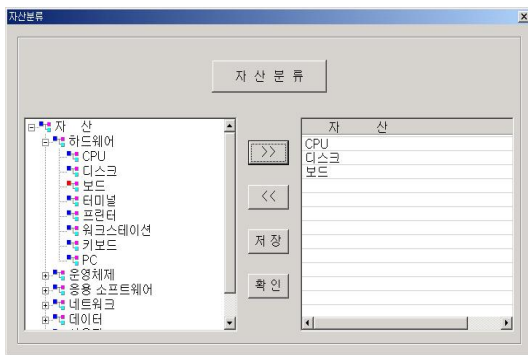 자산분류
자 산 분 류
자 산
하드웨어
CPU
디스크
보드
터미널
프린터
워크스테이션
키보드
PC
운영체제
응용 소프트웨어
네트워크
데이터
>>
<<
저 장
확 인
자 산
CPU
디스크
보드